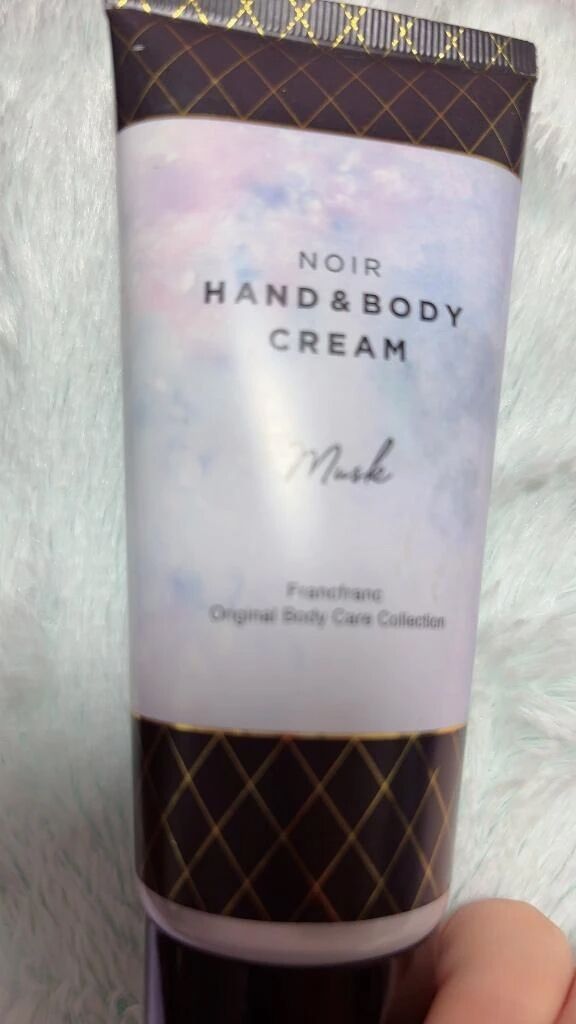 NOIR
HAND & BODY
CREAM
Musk
Francfranc
Original Body Care Collection